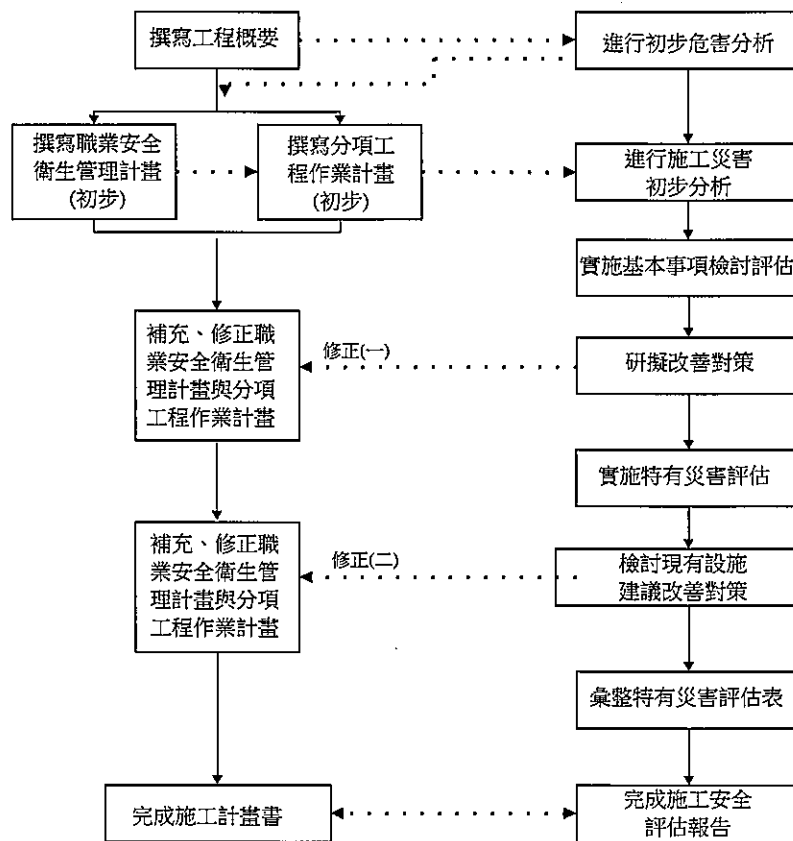 撰寫工程概要
進行初步危害分析
撰寫職業安全
衛生管理計畫
(初步)
撰寫分項工
程作業計畫
(初步)
進行施工災害
初步分析
實施基本事項檢討評估
補充、修正職
業安全衛生管
理計畫與分項
工程作業計畫
修正(一)
研擬改善對策
實施特有災害評估
補充、修正職
業安全衛生管
理計畫與分項
工程作業計畫
修正(二)
檢討現有設施
建議改善對策
彙整特有災害評估表
完成施工計畫書
完成施工安全
評估報告